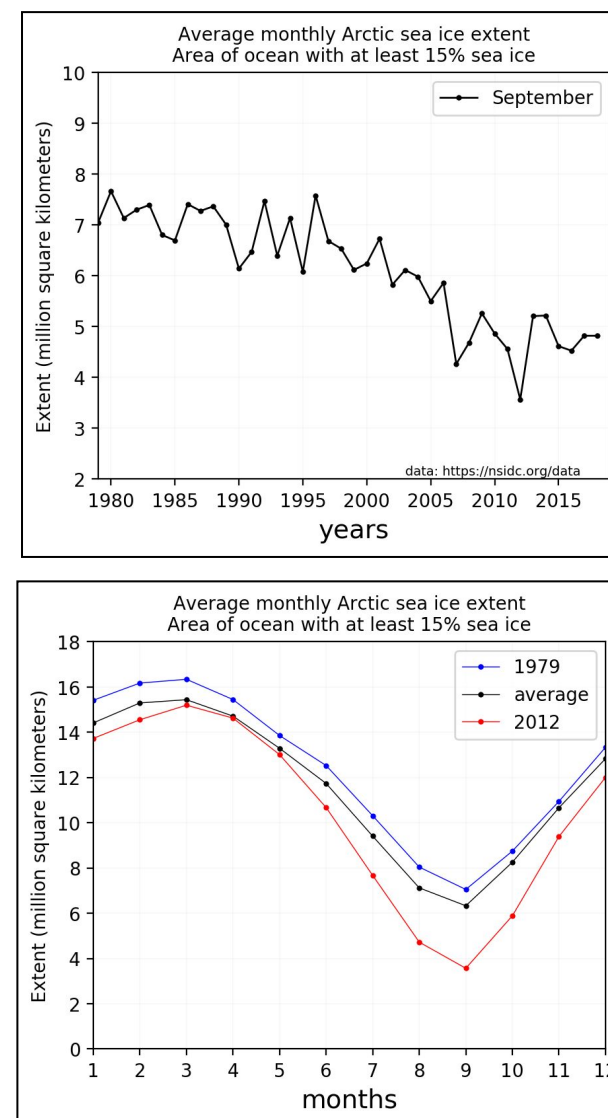 Average monthly Arctic sea ice extent
Area of ocean with at least 15% sea ice
10
9
8
7
6
5
4
3
2
Extent (million square kilometers)
September
data: https://nsidc.org/data
1980 1985 1990 1995 2000 2005 2010 2015
years
Average monthly Arctic sea ice extent
Area of ocean with at least 15% sea ice
18
16
14
12
10
8
6
4
2
0
Extent (million square kilometers)
1979
average
2012
1 2 3 4 5 6 7 8 9 10 11
months